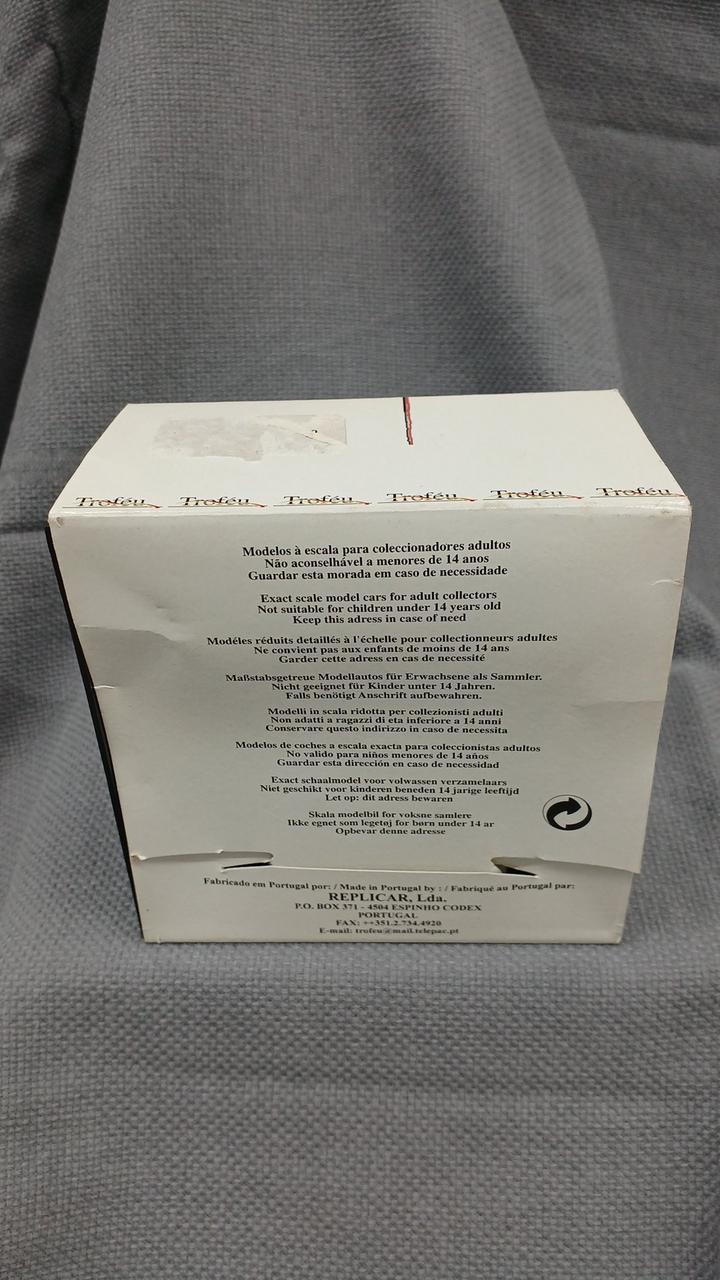 Troféu Troféu Troféu Troféu Troféu Troféu
Modelos à escala para coleccionadores adultos
Não aconselhável a menores de 14 anos
Guardar esta morada em caso de necessidade
Exact scale model cars for adult collectors
Not suitable for children under 14 years old
Keep this adress in case of need
Modéles réduits detaillés à l'échelle pour collectionneurs adultes
Ne convient pas aux enfants de moins de 14 ans
Garder cette adress en cas de necessité
Maßstabsgetreue Modellautos für Erwachsene als Sammler.
Nicht geeignet für Kinder unter 14 Jahren.
Falls benötigt Anschrift aufbewahren.
Modelli in scala ridotta per collezionisti adulti
Non adatti a ragazzi di eta inferiore a 14 anni
Conservare questo indirizzo in caso de necessita
Modelos de coches a escala exacta para coleccionistas adultos
No valido para niños menores de 14 años
Guardar esta dirección en caso de necessidad
Exact schaalmodel voor volwassen verzamelaars
Niet geschikt voor kinderen beneden 14 jarige leeftijd
Let op: dit adress bewaren
Skala modelbil for voksne samlere
Ikke egnet som legetøj for børn under 14 ar
Opbevar denne adresse
Fabricado em Portugal por: / Made in Portugal by : / Fabriqué au Portugal par:
REPLICAR, Lda.
P.O. BOX 371 - 4504 ESPINHO CODEX
PORTUGAL
FAX: ++351.2.734.4920
E-mail: trofeu@mail.telepac.pt